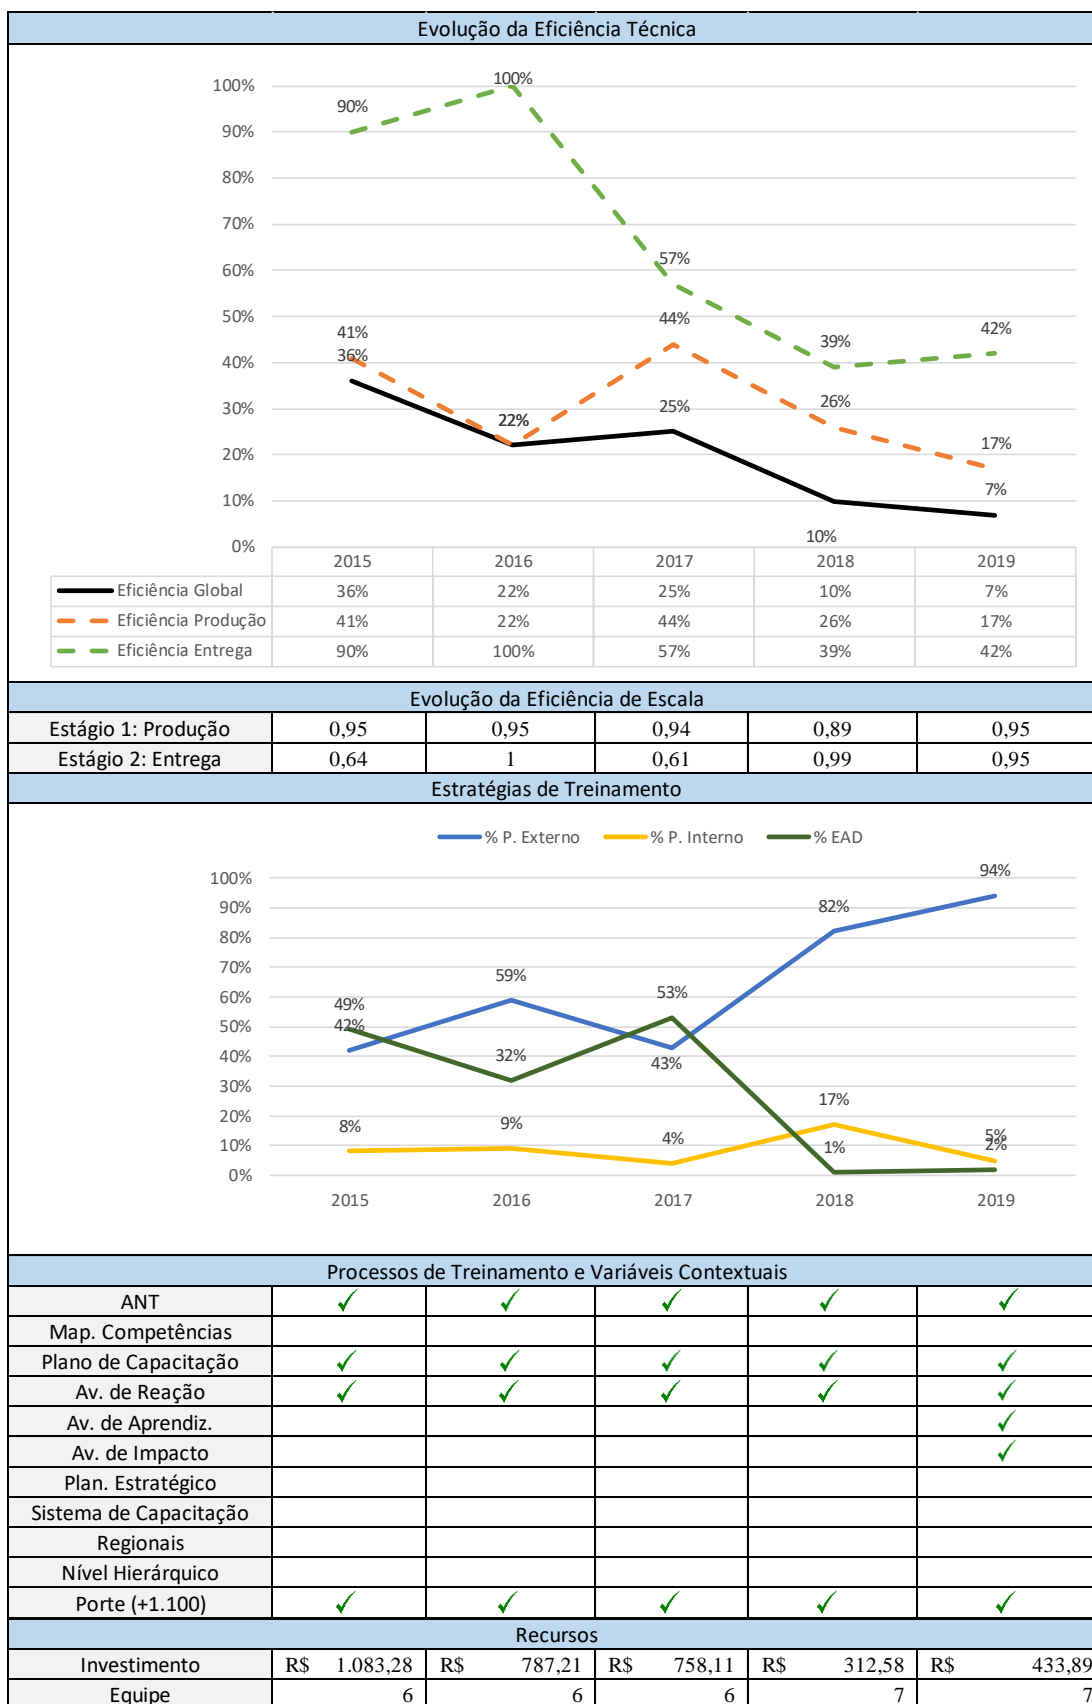 Evolução da Eficiência Técnica
100%
90%
80%
70%
60%
50%
40%
30%
20%
10%
0%
90%
100%
57%
39%
42%
41%
22%
44%
26%
17%
36%
22%
25%
10%
7%
2015 2016 2017 2018 2019
Eficiência Global 36% 22% 25% 10% 7%
Eficiência Produção 41% 22% 44% 26% 17%
Eficiência Entrega 90% 100% 57% 39% 42%
Evolução da Eficiência de Escala
Estágio 1: Produção 0,95 0,95 0,94 0,89 0,95
Estágio 2: Entrega 0,64 1 0,61 0,99 0,95
Estratégias de Treinamento
% P. Externo % P. Interno % EAD
100%
90%
80%
70%
60%
50%
40%
30%
20%
10%
0%
42%
59%
43%
82%
94%
8%
9%
4%
17%
5%
49%
32%
53%
1%
2%
2015 2016 2017 2018 2019
Processos de Treinamento e Variáveis Contextuais
ANT ✓ ✓ ✓ ✓ ✓
Map. Competências
Plano de Capacitação ✓ ✓ ✓ ✓ ✓
Av. de Reação ✓ ✓ ✓ ✓ ✓
Av. de Aprendiz. ✓
Av. de Impacto ✓
Plan. Estratégico
Sistema de Capacitação
Regionais
Nível Hierárquico
Porte (+1.100) ✓ ✓ ✓ ✓ ✓
Recursos
Investimento R$ 1.083,28 R$ 787,21 R$ 758,11 R$ 312,58 R$ 433,89
Equipe 6 6 6 7 7